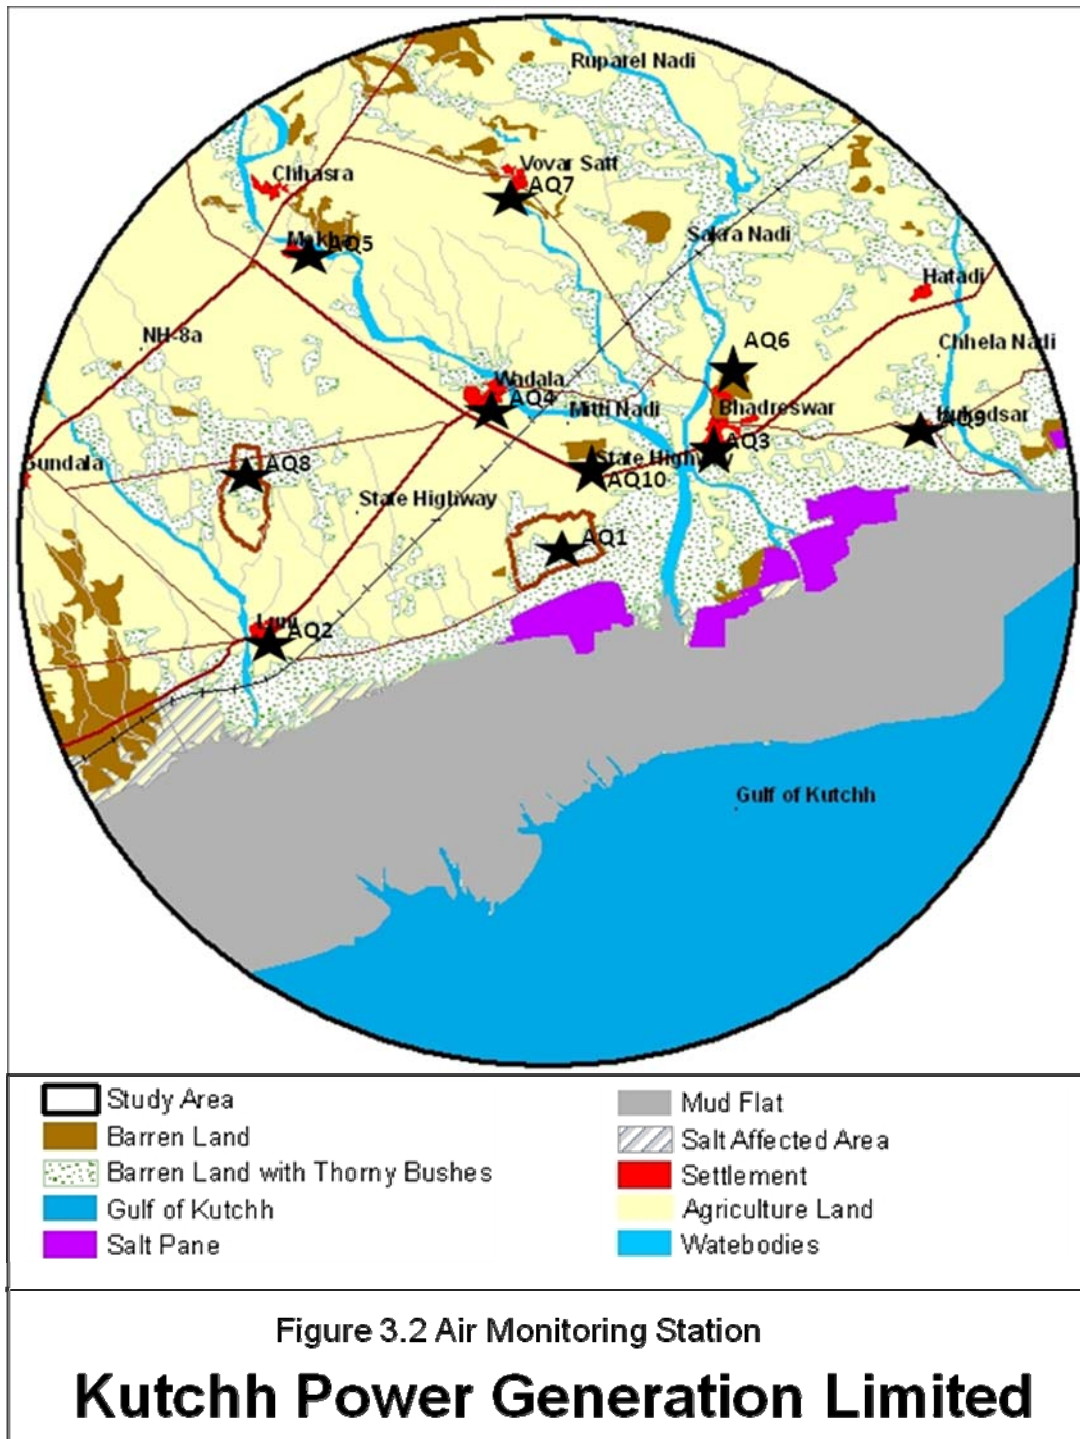 Ruparel Nadi
Vovar Satt
Chhasra
AQ7
Sakra Nadi
AQ5
Hatadi
NH-8a
AQ6
Chhela Nadi
Wadala
AQ4
Mitti Nadi
Bhadreswar
AQ9
AQ3
State Highway
AQ8
AQ10
State Highway
AQ1
AQ2
Gulf of Kutchh
Study Area
Barren Land
Barren Land with Thorny Bushes
Gulf of Kutchh
Salt Pane
Mud Flat
Salt Affected Area
Settlement
Agriculture Land
Watebodies
Figure 3.2 Air Monitoring Station
Kutchh Power Generation Limited